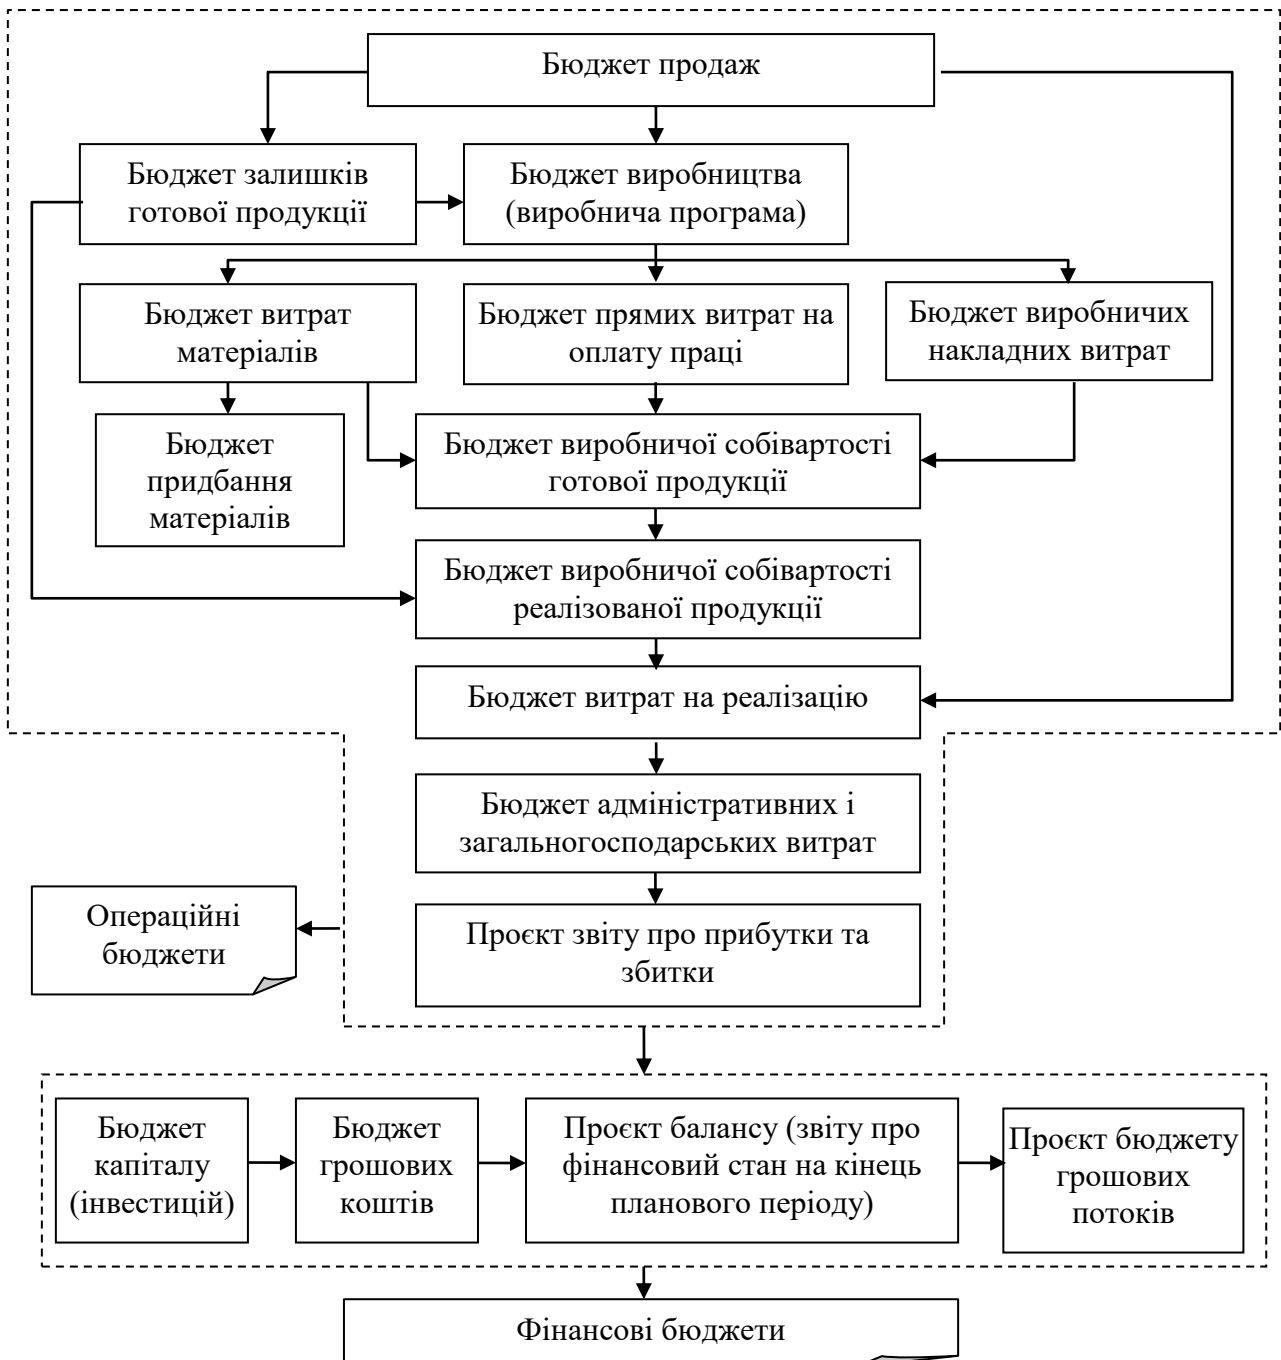 Бюджет продаж
Бюджет залишків
готової продукції
Бюджет виробництва
(виробнича програма)
Бюджет витрат
матеріалів
Бюджет прямих витрат на
оплату праці
Бюджет виробничих
накладних витрат
Бюджет
придбання
матеріалів
Бюджет виробничої собівартості
готової продукції
Бюджет виробничої собівартості
реалізованої продукції
Бюджет витрат на реалізацію
Бюджет адміністративних і
загальногосподарських витрат
Операційні
бюджети
Проєкт звіту про прибутки та
збитки
Бюджет
капіталу
(інвестицій)
Бюджет
грошових
коштів
Проєкт балансу (звіту про
фінансовий стан на кінець
планового періоду)
Проєкт бюджету
грошових
потоків
Фінансові бюджети